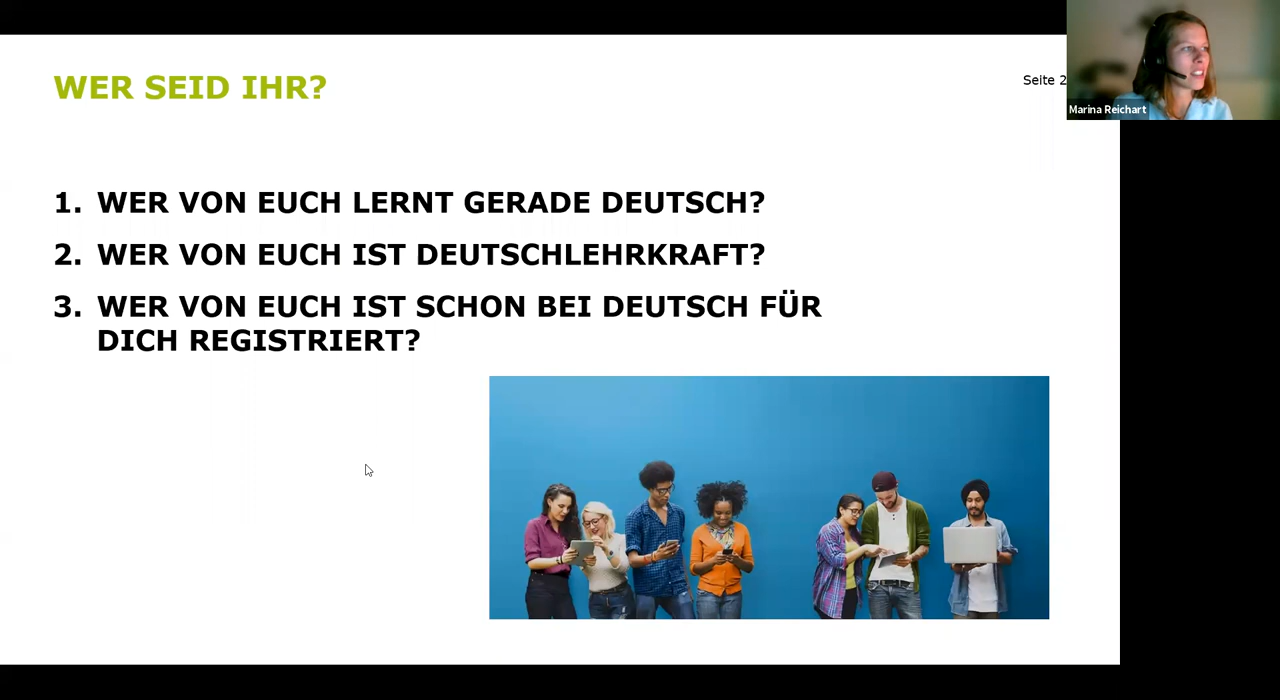 WER SEID IHR?
Seite 2
Marina Reichart
1. WER VON EUCH LERNT GERADE DEUTSCH?
2. WER VON EUCH IST DEUTSCHLEHRKRAFT?
3. WER VON EUCH IST SCHON BEI DEUTSCH FÜR
DICH REGISTRIERT?